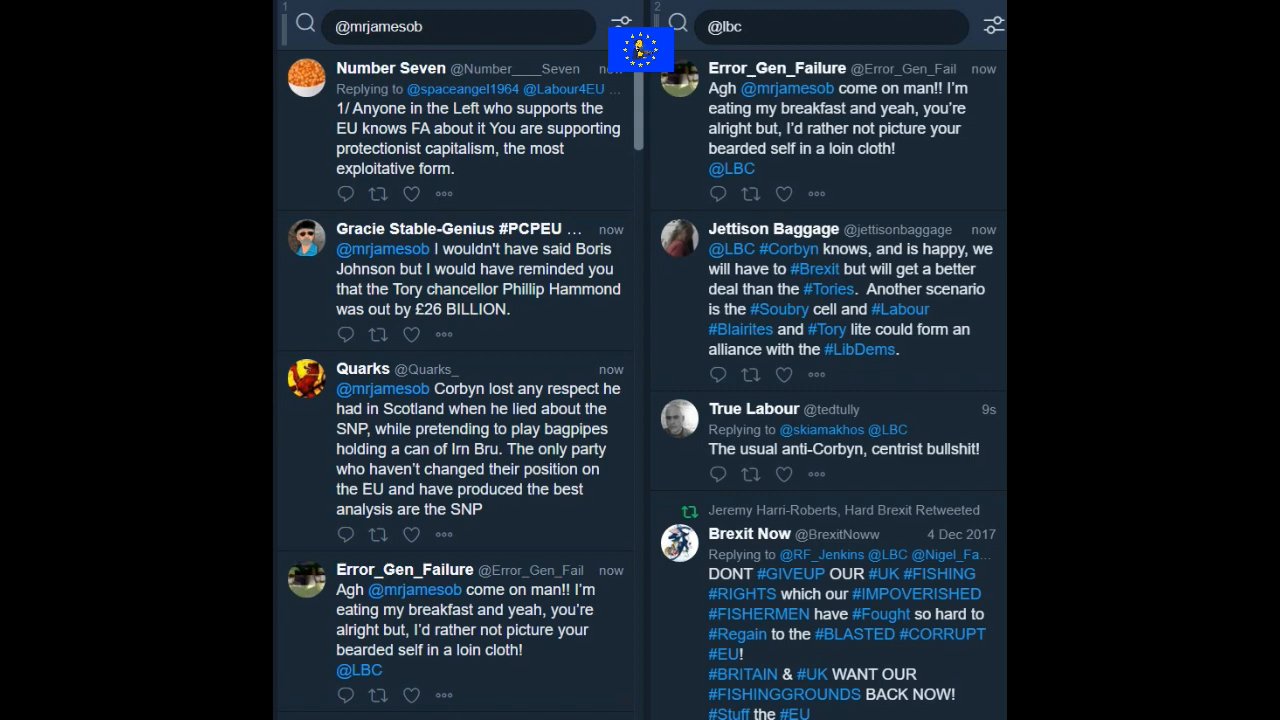 1
@mrjamesob
Number Seven @Number____Seven now
Replying to @spaceangel1964 @Labour4EU ...
1/ Anyone in the Left who supports the
EU knows FA about it You are supporting
protectionist capitalism, the most
exploitative form.
Gracie Stable-Genius #PCPEU ... now
@mrjamesob I wouldn't have said Boris
Johnson but I would have reminded you
that the Tory chancellor Phillip Hammond
was out by £26 BILLION.
Quarks @Quarks_ now
@mrjamesob Corbyn lost any respect he
had in Scotland when he lied about the
SNP, while pretending to play bagpipes
holding a can of Irn Bru. The only party
who haven't changed their position on
the EU and have produced the best
analysis are the SNP
Error_Gen_Failure @Error_Gen_Fail now
Agh @mrjamesob come on man!! I'm
eating my breakfast and yeah, you're
alright but, I'd rather not picture your
bearded self in a loin cloth!
@LBC
2
@lbc
Error_Gen_Failure @Error_Gen_Fail now
Agh @mrjamesob come on man!! I'm
eating my breakfast and yeah, you're
alright but, I'd rather not picture your
bearded self in a loin cloth!
@LBC
Jettison Baggage @jettisonbaggage now
@LBC #Corbyn knows, and is happy, we
will have to #Brexit but will get a better
deal than the #Tories. Another scenario
is the #Soubry cell and #Labour
#Blairites and #Tory lite could form an
alliance with the #LibDems.
True Labour @tedtully 9s
Replying to @skiamakhos @LBC
The usual anti-Corbyn, centrist bullshit!
Jeremy Harri-Roberts, Hard Brexit Retweeted
Brexit Now @BrexitNoww 4 Dec 2017
Replying to @RF_Jenkins @LBC @Nigel_Fa...
DONT #GIVEUP OUR #UK #FISHING
#RIGHTS which our #IMPOVERISHED
#FISHERMEN have #Fought so hard to
#Regain to the #BLASTED #CORRUPT
#EU!
#BRITAIN & #UK WANT OUR
#FISHINGGROUNDS BACK NOW!
#Stuff the #EU